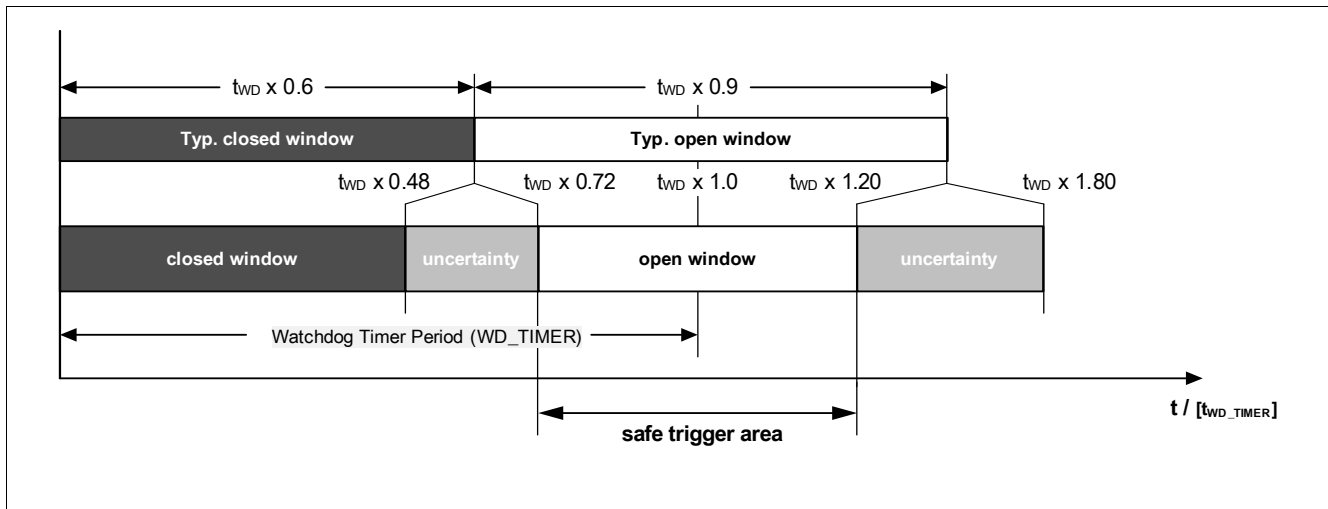 tWD x 0.6
tWD x 0.9
Typ. closed window
Typ. open window
tWD x 0.48
tWD x 0.72
tWD x 1.0
tWD x 1.20
tWD x 1.80
closed window
uncertainty
open window
uncertainty
Watchdog Timer Period (WD_TIMER)
t / [tWD_TIMER]
safe trigger area